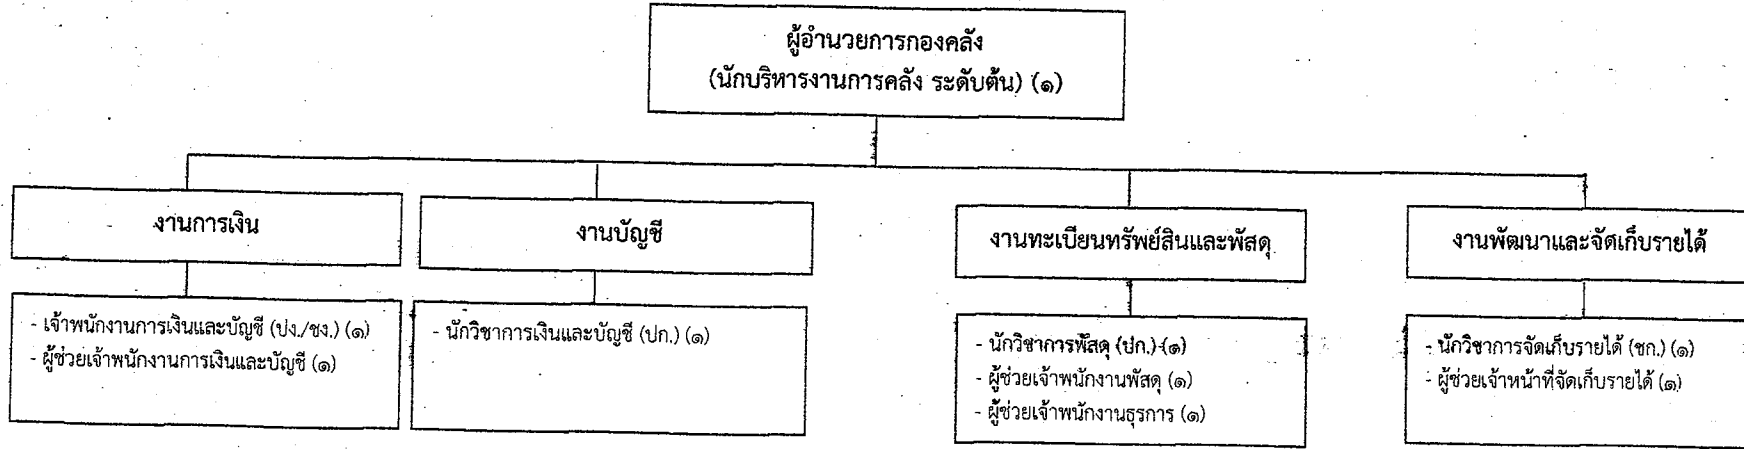 ผู้อำนวยการกองคลัง
(นักบริหารงานการคลัง ระดับต้น) (๑)
งานการเงิน
- เจ้าพนักงานการเงินและบัญชี (ปง./ชง.) (๑)
- ผู้ช่วยเจ้าพนักงานการเงินและบัญชี (๑)
งานบัญชี
- นักวิชาการเงินและบัญชี (ปก.) (๑)
งานทะเบียนทรัพย์สินและพัสดุ
- นักวิชาการพัสดุ (ปก.) (๑)
- ผู้ช่วยเจ้าพนักงานพัสดุ (๑)
- ผู้ช่วยเจ้าพนักงานธุรการ (๑)
งานพัฒนาและจัดเก็บรายได้
- นักวิชาการจัดเก็บรายได้ (ชก.) (๑)
- ผู้ช่วยเจ้าหน้าที่จัดเก็บรายได้ (๑)